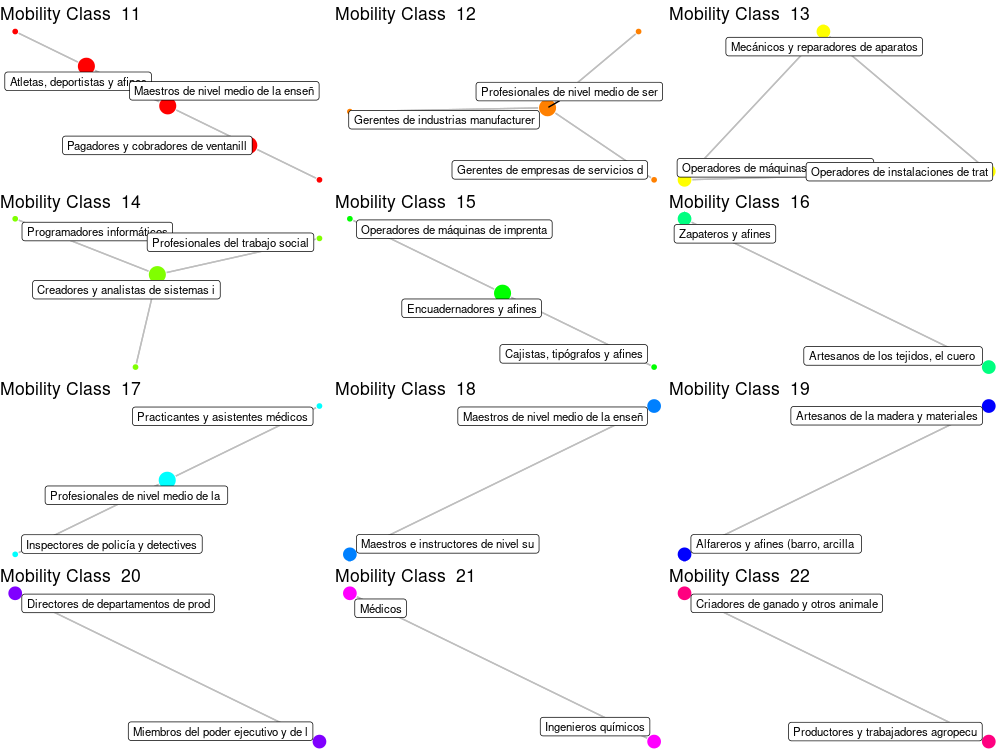 Mobility Class 11
Atletas, deportistas y afines
Maestros de nivel medio de la enseñ
Pagadores y cobradores de ventanill
Mobility Class 12
Profesionales de nivel medio de ser
Gerentes de industrias manufacturer
Gerentes de empresas de servicios d
Mobility Class 13
Mecánicos y reparadores de aparatos
Operadores de máquinas
Operadores de instalaciones de trat
Mobility Class 14
Programadores informáticos
Profesionales del trabajo social
Creadores y analistas de sistemas i
Mobility Class 15
Operadores de máquinas de imprenta
Encuadernadores y afines
Cajistas, tipógrafos y afines
Mobility Class 16
Zapateros y afines
Artesanos de los tejidos, el cuero
Mobility Class 17
Practicantes y asistentes médicos
Profesionales de nivel medio de la
Inspectores de policía y detectives
Mobility Class 18
Maestros de nivel medio de la enseñ
Maestros e instructores de nivel su
Mobility Class 19
Artesanos de la madera y materiales
Alfareros y afines (barro, arcilla
Mobility Class 20
Directores de departamentos de prod
Miembros del poder ejecutivo y de l
Mobility Class 21
Médicos
Ingenieros químicos
Mobility Class 22
Criadores de ganado y otros animale
Productores y trabajadores agropecu